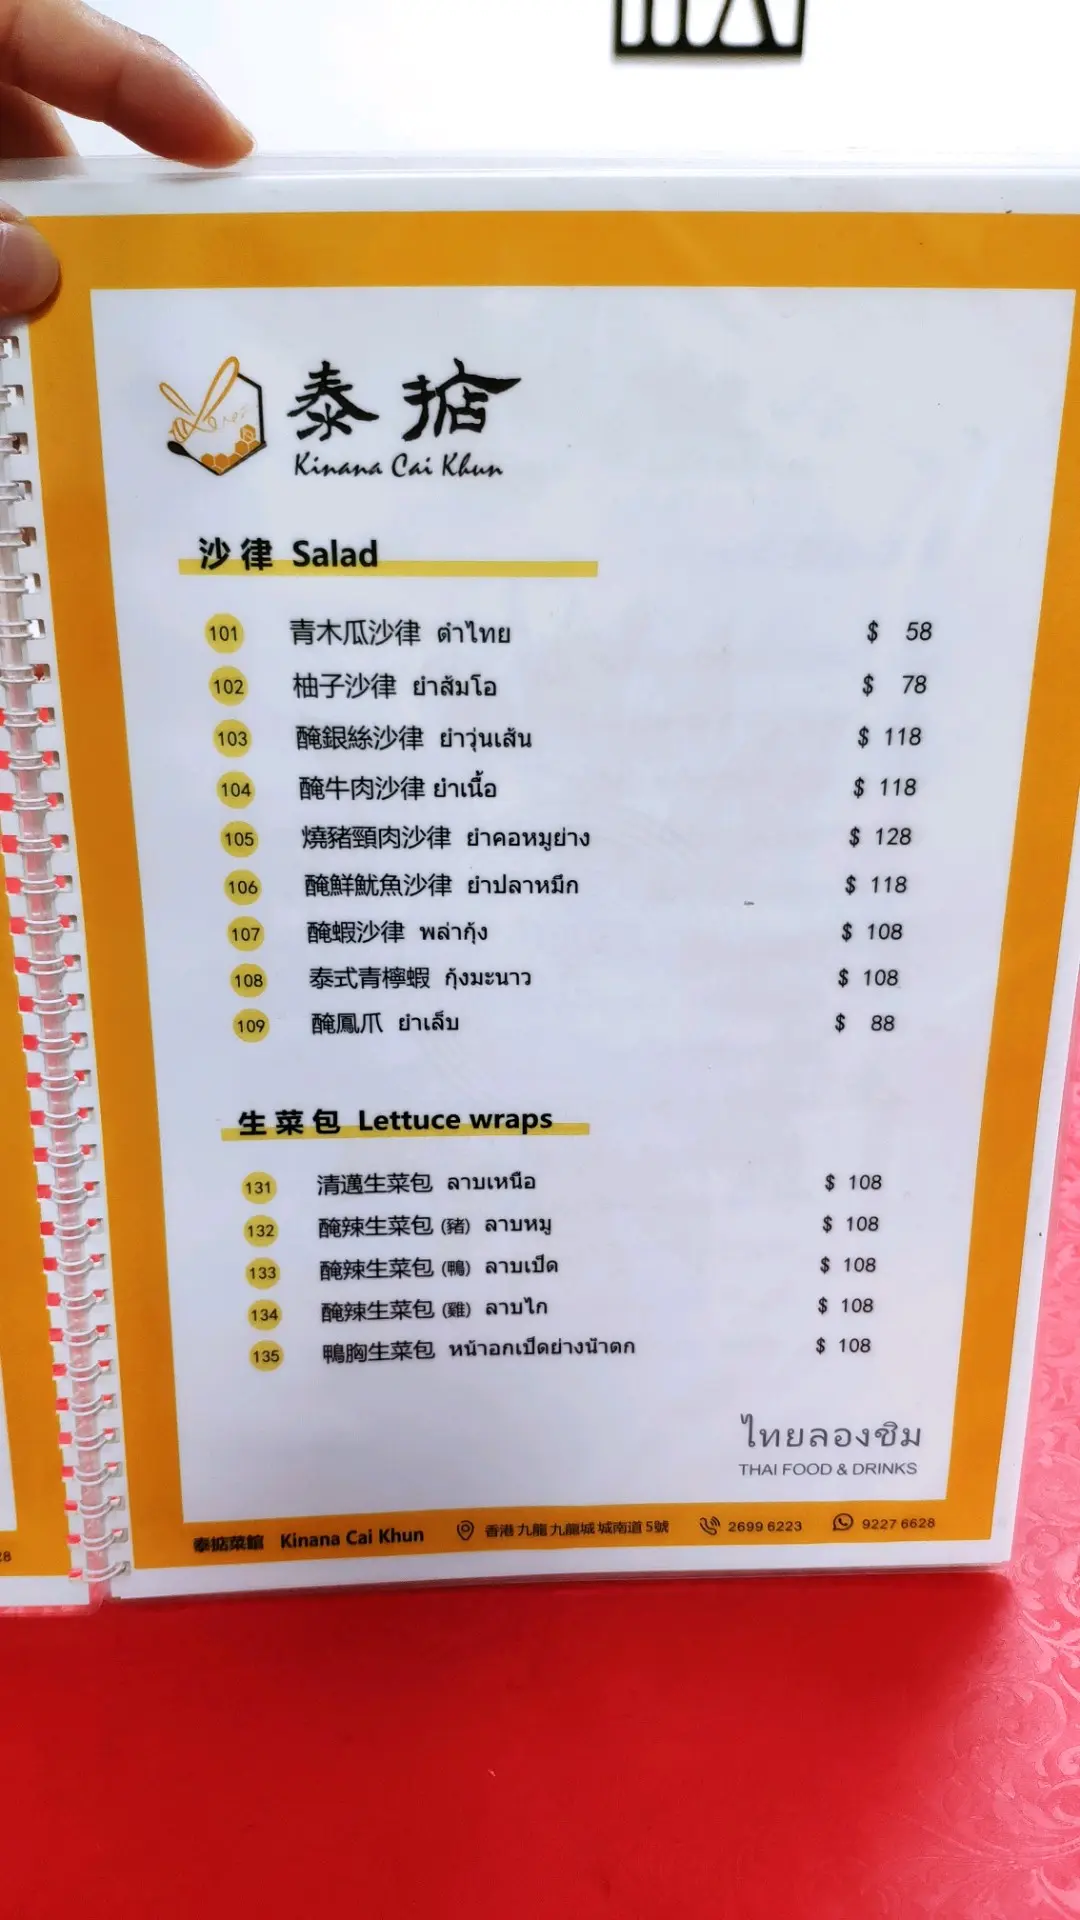 泰掂
Kinana Cai Khun
沙律 Salad
101 青木瓜沙律 ตำไทย $ 58
102 柚子沙律 ยำส้มโอ $ 78
103 醃銀絲沙律 ยำวุ่นเส้น $ 118
104 醃牛肉沙律 ยำเนื้อ $ 118
105 燒豬頸肉沙律 ยำคอหมูย่าง $ 128
106 醃鮮魷魚沙律 ยำปลาหมึก $ 118
107 醃蝦沙律 พล่ากุ้ง $ 108
108 泰式青檸蝦 กุ้งมะนาว $ 108
109 醃鳳爪 ยำเล็บ $ 88
生菜包 Lettuce wraps
131 清邁生菜包 ลาบเหนือ $ 108
132 醃辣生菜包 (豬) ลาบหมู $ 108
133 醃辣生菜包 (鴨) ลาบเป็ด $ 108
134 醃辣生菜包 (雞) ลาบไก $ 108
135 鴨胸生菜包 หน้าอกเป็ดย่างน้ำตก $ 108
ไทยลองชิม
THAI FOOD & DRINKS
泰掂菜館 Kinana Cai Khun 香港九龍九龍城城南道5號 2699 6223 9227 6628